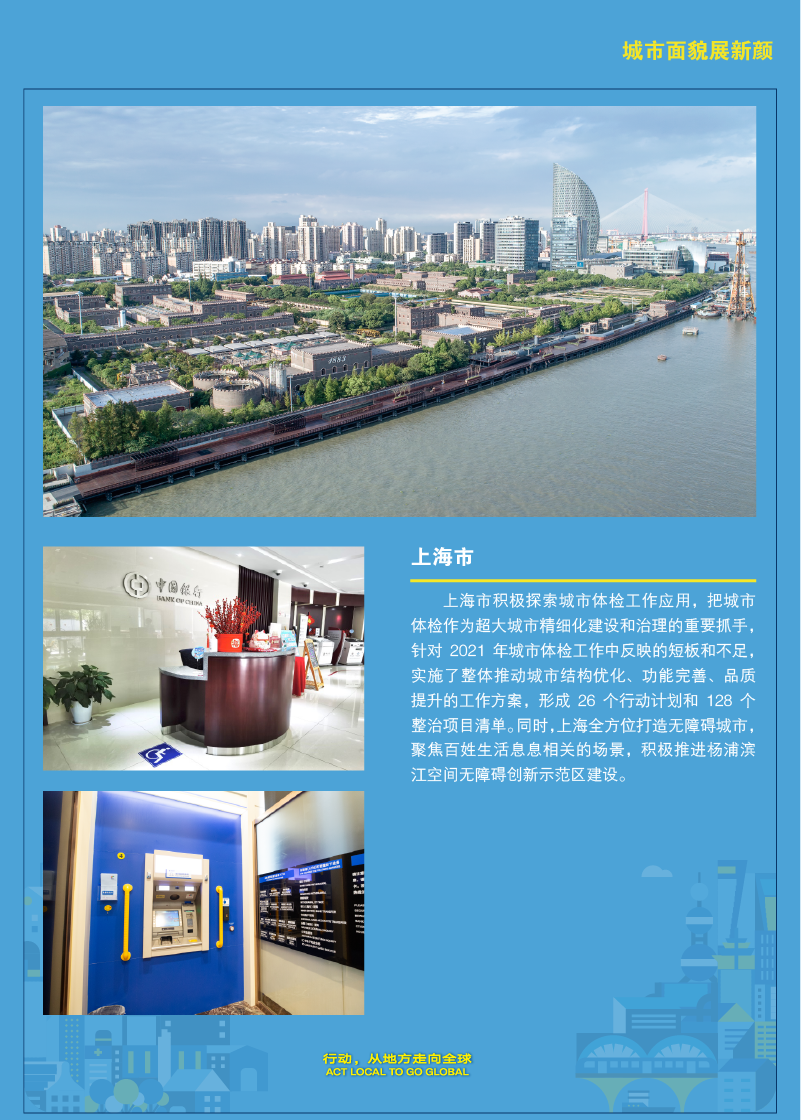 城市面貌展新颜
1883
中国银行
BANK OF CHINA
上海市
上海市积极探索城市体检工作应用，把城市
体检作为超大城市精细化建设和治理的重要抓手，
针对 2021 年城市体检工作中反映的短板和不足，
实施了整体推动城市结构优化、功能完善、品质
提升的工作方案，形成 26 个行动计划和 128 个
整治项目清单。同时，上海全方位打造无障碍城市，
聚焦百姓生活息息相关的场景，积极推进杨浦滨
江空间无障碍创新示范区建设。
4
行动，从地方走向全球
ACT LOCAL TO GO GLOBAL